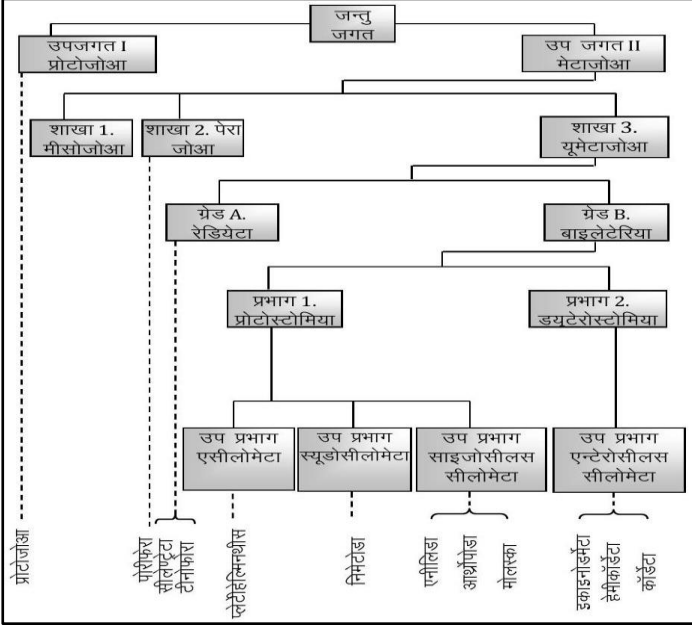 जन्तु
जगत
उपजगत I
प्रोटोजोआ
उप जगत II
मेटाजोआ
शाखा 1.
मीसोजोआ
शाखा 2. पेरा
जोआ
शाखा 3.
यूमेटाजोआ
ग्रेड A.
रेडियेटा
ग्रेड B.
बाइलेटेरिया
प्रभाग 1.
प्रोटोस्टोमिया
प्रभाग 2.
डयूटेरोस्टोमिया
उप प्रभाग
एसीलोमेटा
उप प्रभाग
स्यूडोसीलोमेटा
उप प्रभाग
साइजोसीलस
सीलोमेटा
उप प्रभाग
एन्टेरोसीलस
सीलोमेटा
प्रोटोजोआ
पोरीफेरा
सीलेण्ट्रेटा
टीनोफोरा
प्लेटीहेल्मिनथीस
निमेटोडा
एनीलिडा
आर्थ्रोपोडा
मोलस्का
इकाइनोडर्मेटा
हेमीकॉर्डेटा
कॉर्डेटा